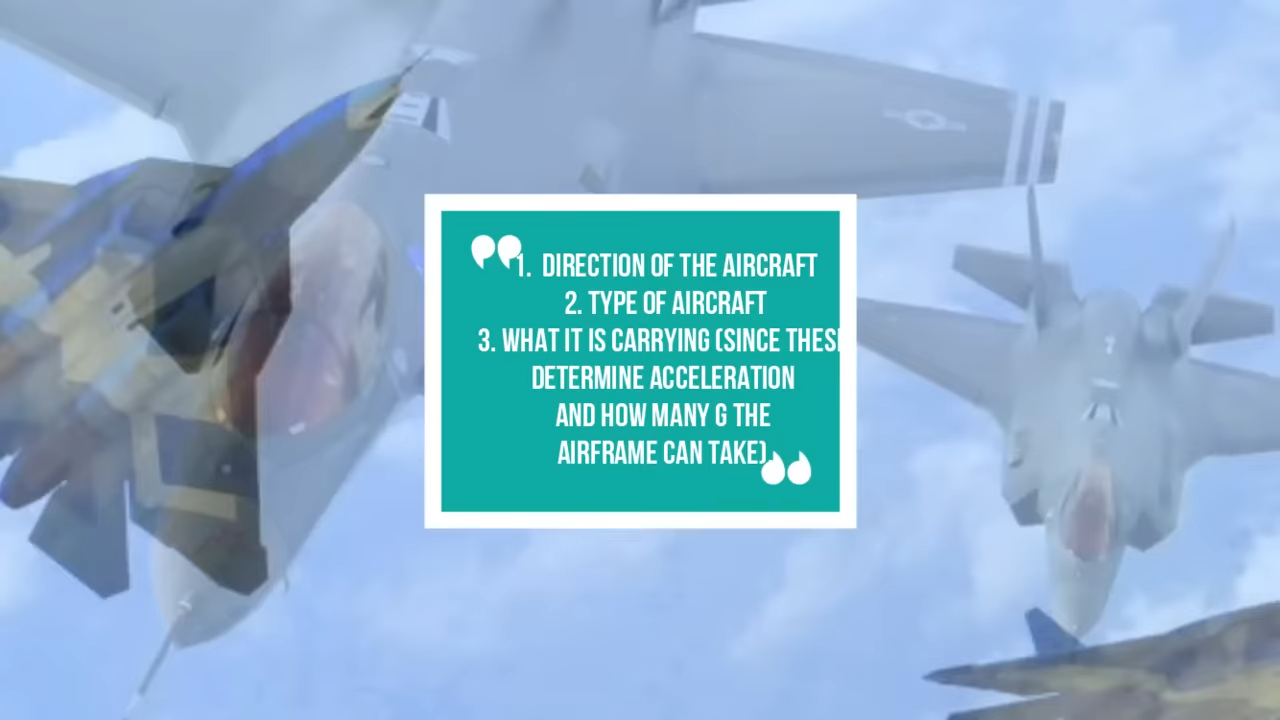 1. DIRECTION OF THE AIRCRAFT
2. TYPE OF AIRCRAFT
3. WHAT IT IS CARRYING (SINCE THESE
DETERMINE ACCELERATION
AND HOW MANY G THE
AIRFRAME CAN TAKE)